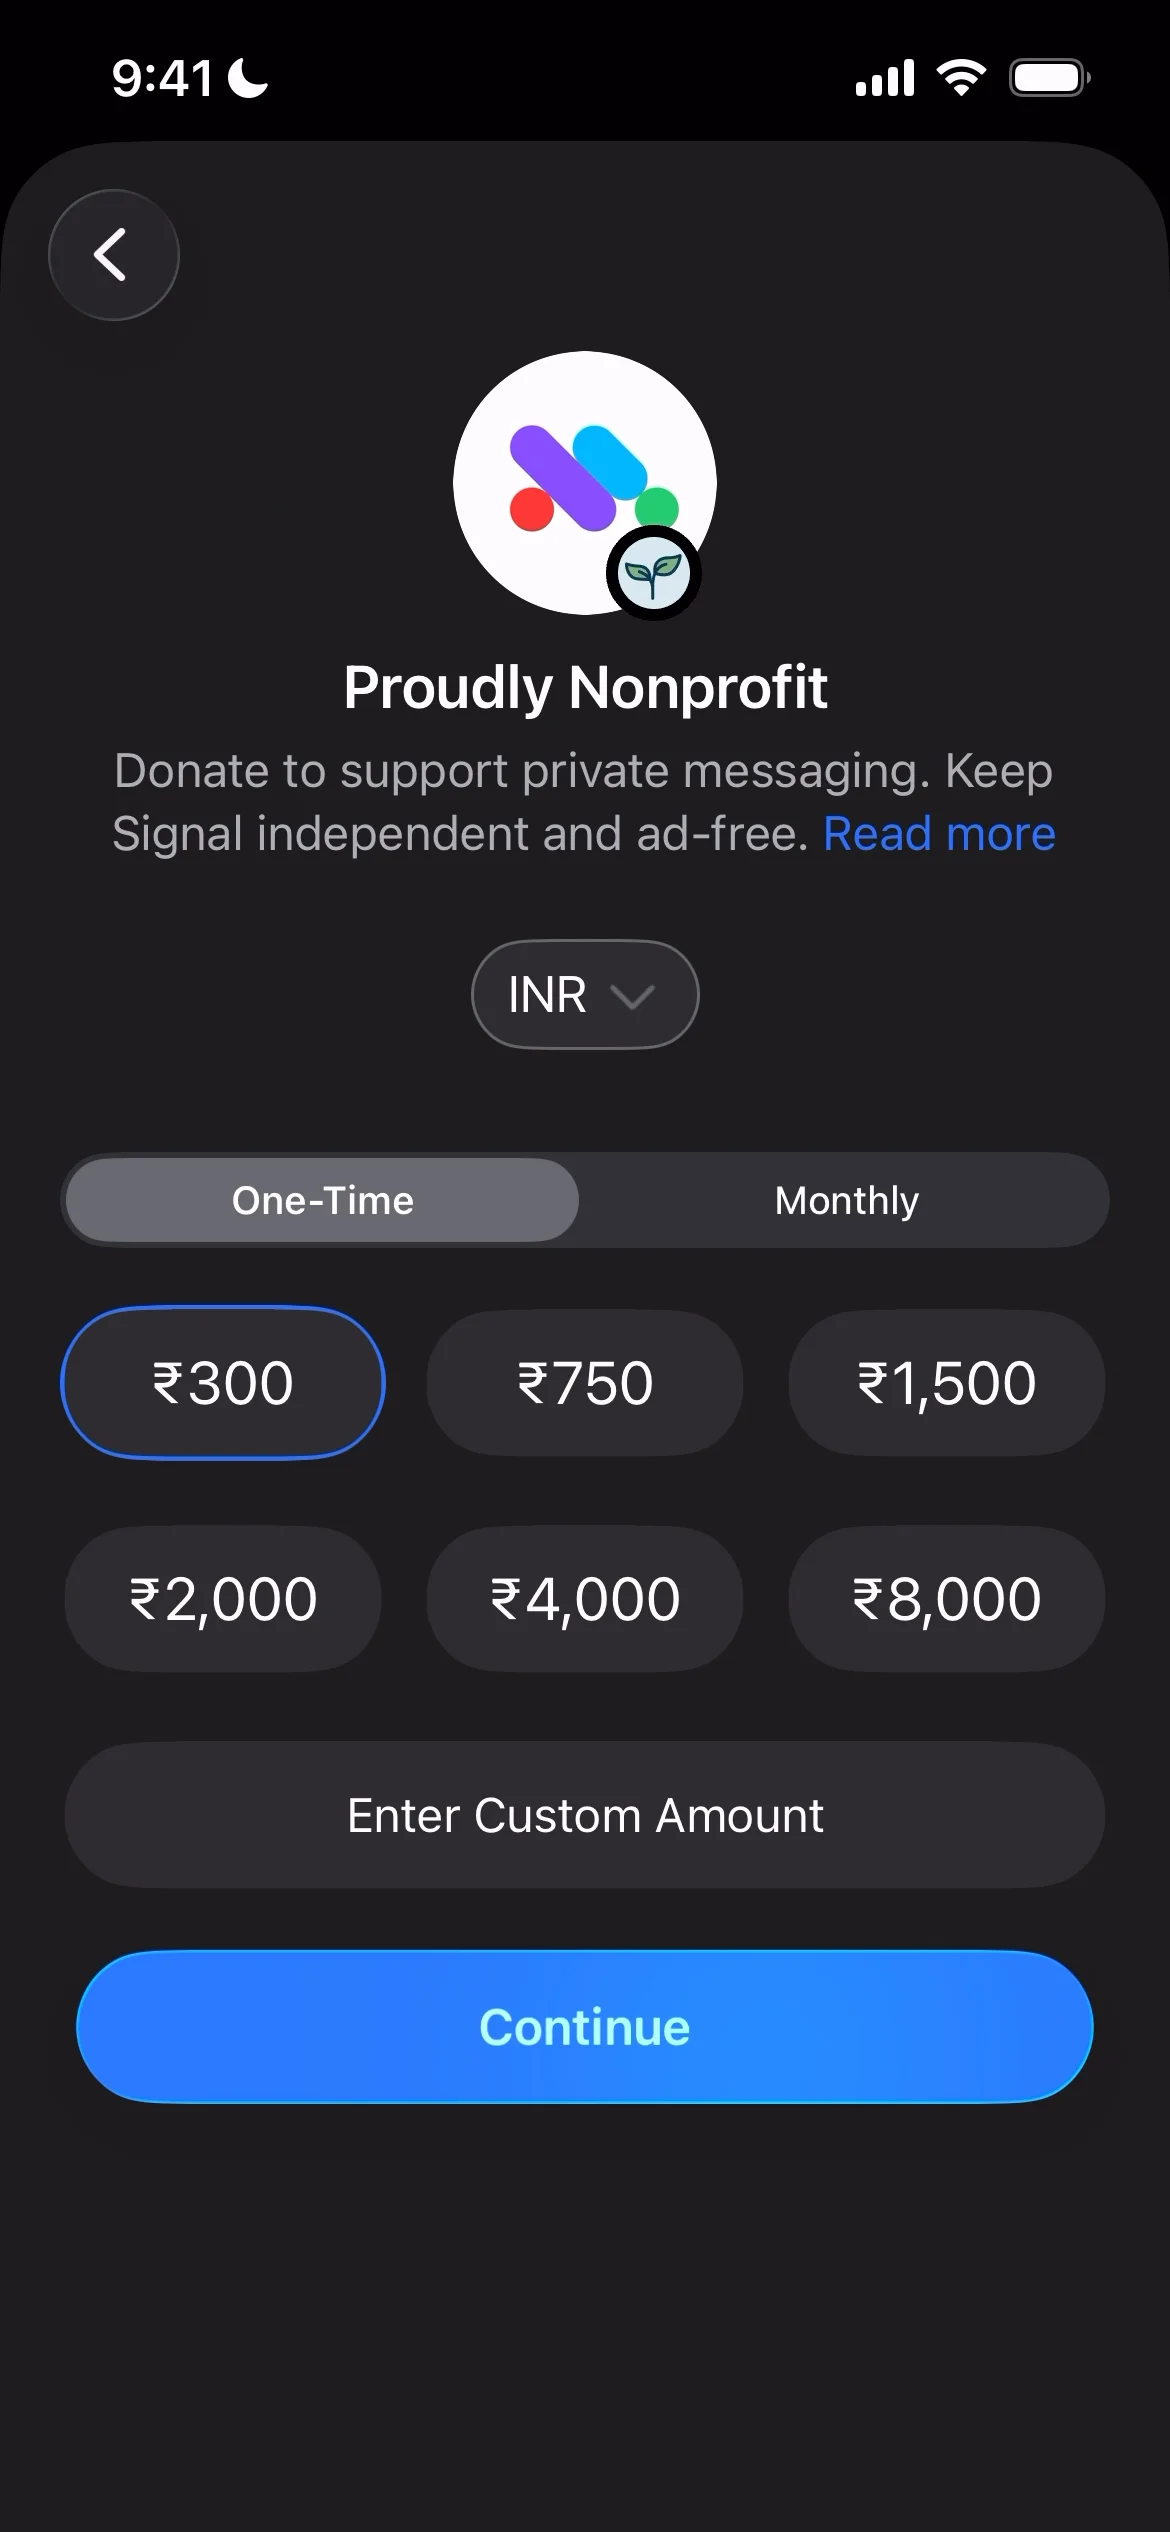 9:41
Proudly Nonprofit
Donate to support private messaging. Keep
Signal independent and ad-free. Read more
INR
One-Time Monthly
₹300 ₹750 ₹1,500
₹2,000 ₹4,000 ₹8,000
Enter Custom Amount
Continue